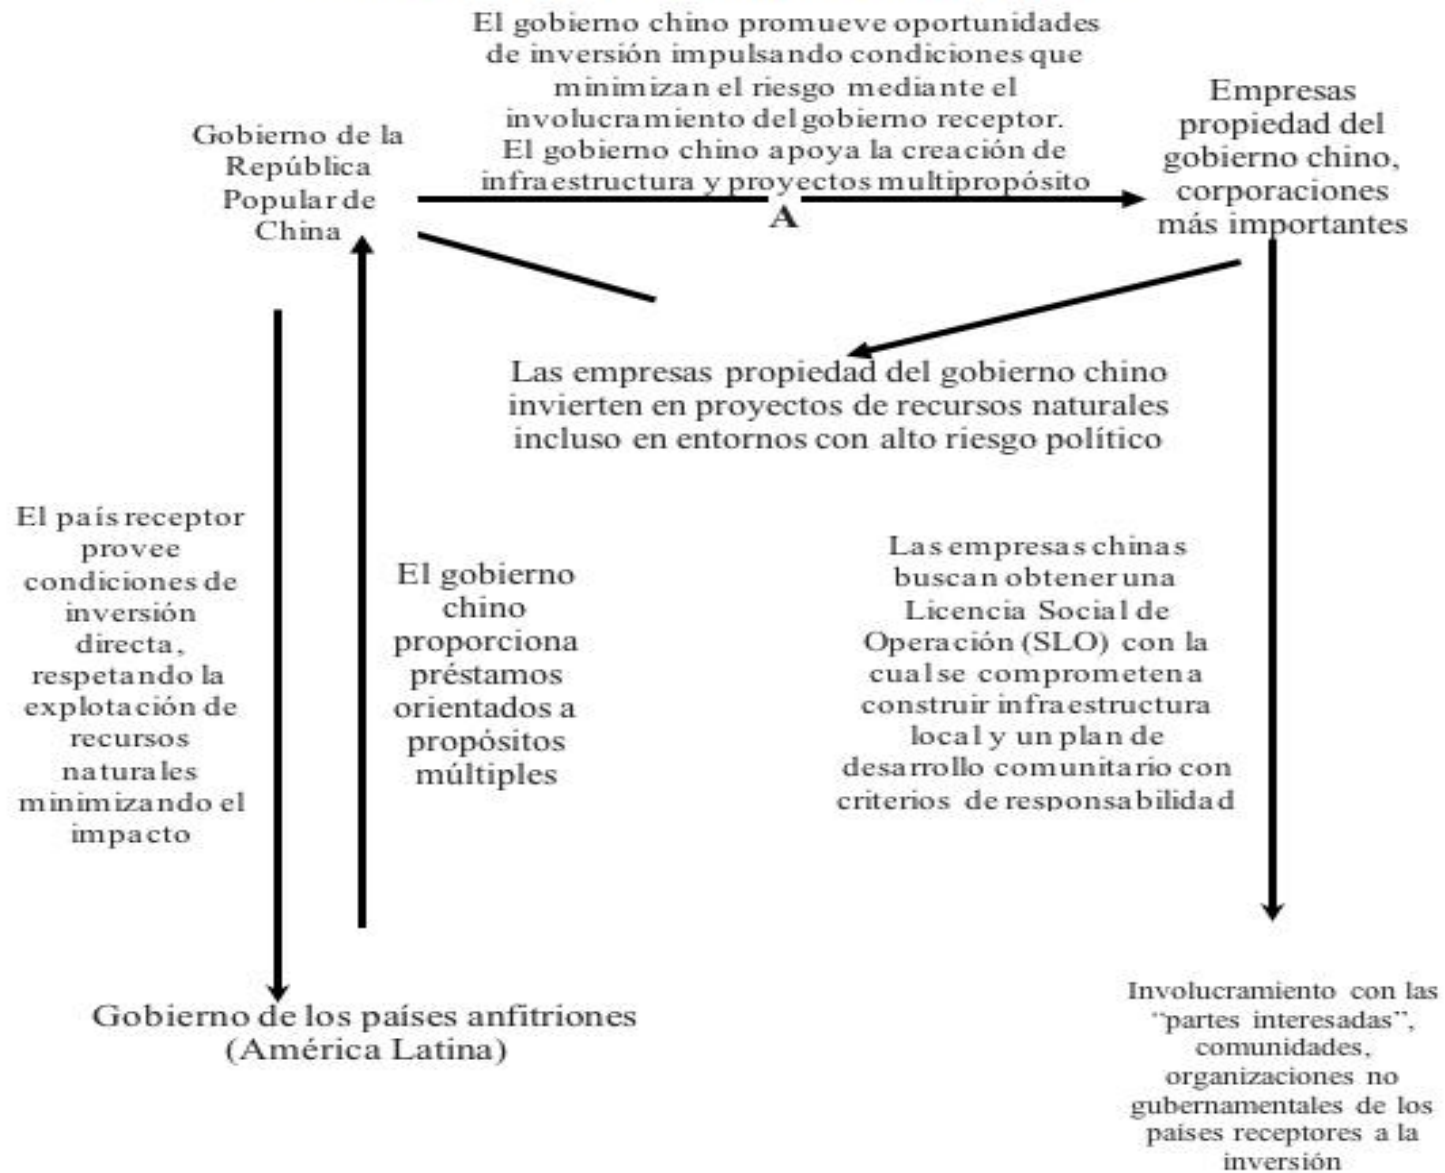 El gobierno chino promueve oportunidades
de inversión impulsando condiciones que
minimizan el riesgo mediante el
involucramiento del gobierno receptor.
El gobierno chino apoya la creación de
infraestructura y proyectos multipropósito
A
Gobierno de la
República
Popular de
China
Empresas
propiedad del
gobierno chino,
corporaciones
más importantes
Las empresas propiedad del gobierno chino
invierten en proyectos de recursos naturales
incluso en entornos con alto riesgo político
El país receptor
provee
condiciones de
inversión
directa,
respetando la
explotación de
recursos
naturales
minimizando el
impacto
El gobierno
chino
proporciona
préstamos
orientados a
propósitos
múltiples
Las empresas chinas
buscan obtener una
Licencia Social de
Operación (SLO) con la
cual se comprometen a
construir infraestructura
local y un plan de
desarrollo comunitario con
criterios de responsabilidad
Gobierno de los países anfitriones
(América Latina)
Involucramiento con las
“partes interesadas”,
comunidades,
organizaciones no
gubernamentales de los
países receptores a la
inversión